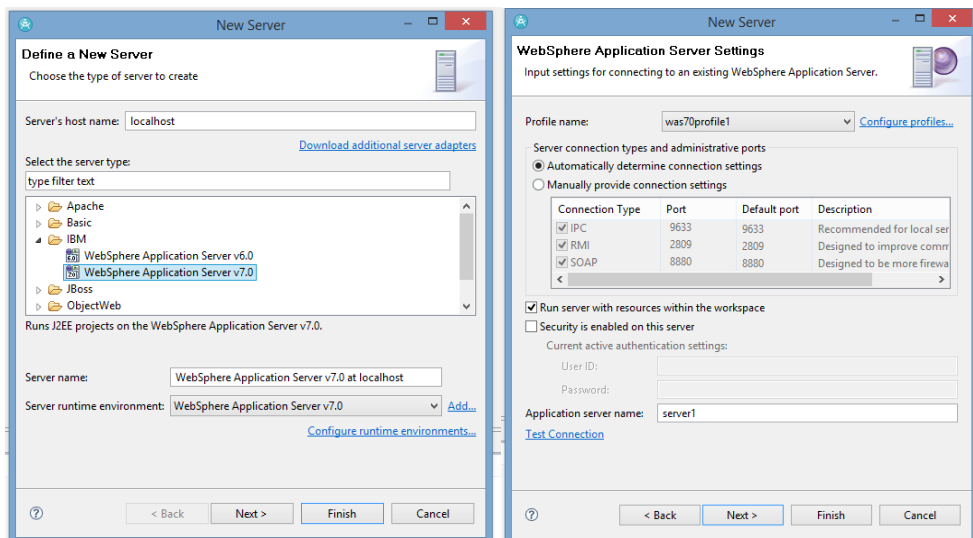 New Server
Define a New Server
Choose the type of server to create
Server's host name: localhost
Download additional server adapters
Select the server type:
type filter text
Apache
Basic
IBM
WebSphere Application Server v6.0
WebSphere Application Server v7.0
JBoss
ObjectWeb
Runs J2EE projects on the WebSphere Application Server v7.0.
Server name: WebSphere Application Server v7.0 at localhost
Server runtime environment: WebSphere Application Server v7.0 Add...
Configure runtime environments...
< Back Next > Finish Cancel
New Server
WebSphere Application Server Settings
Input settings for connecting to an existing WebSphere Application Server.
Profile name: was70profile1 Configure profiles...
Server connection types and administrative ports
Automatically determine connection settings
Manually provide connection settings
Connection Type Port Default port Description
IPC 9633 9633 Recommended for local ser
RMI 2809 2809 Designed to improve comm
SOAP 8880 8880 Designed to be more firewa
Run server with resources within the workspace
Security is enabled on this server
Current active authentication settings:
User ID:
Password:
Application server name: server1
Test Connection
< Back Next > Finish Cancel